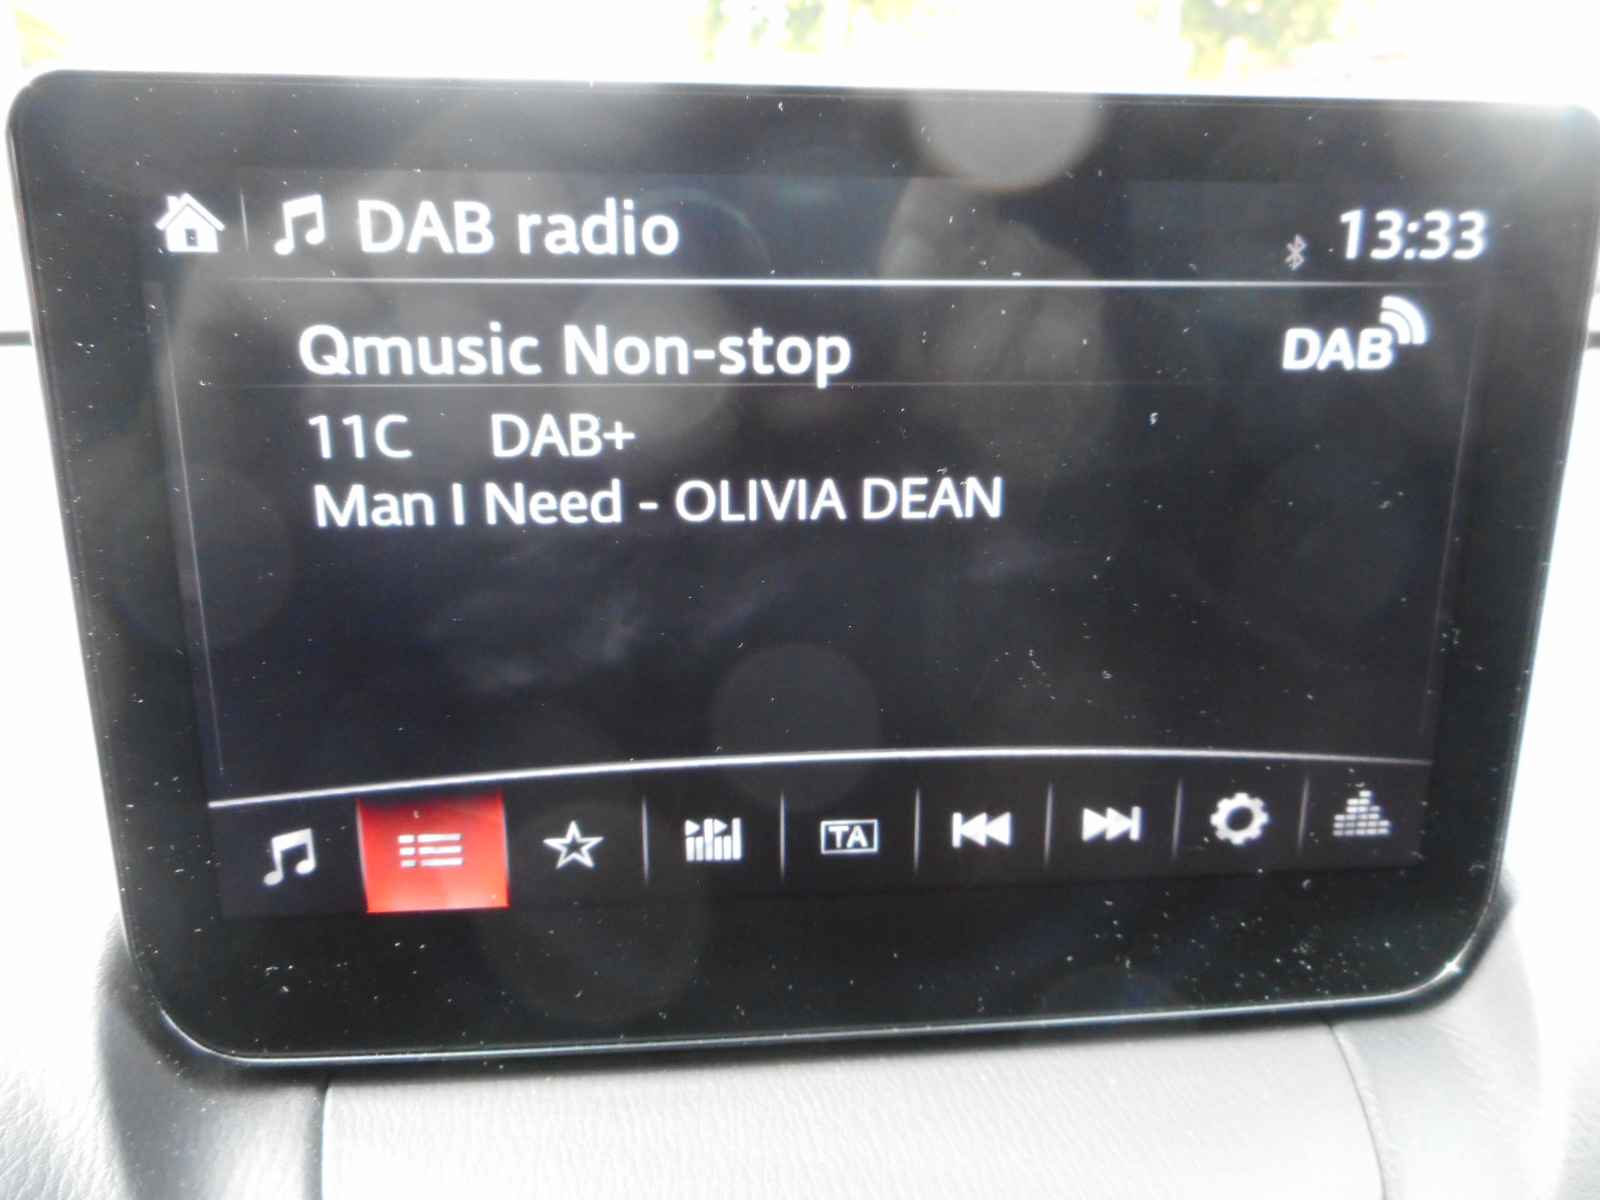 DAB radio 13:33
Qmusic Non-stop DAB
11C DAB+
Man I Need - OLIVIA DEAN
TA